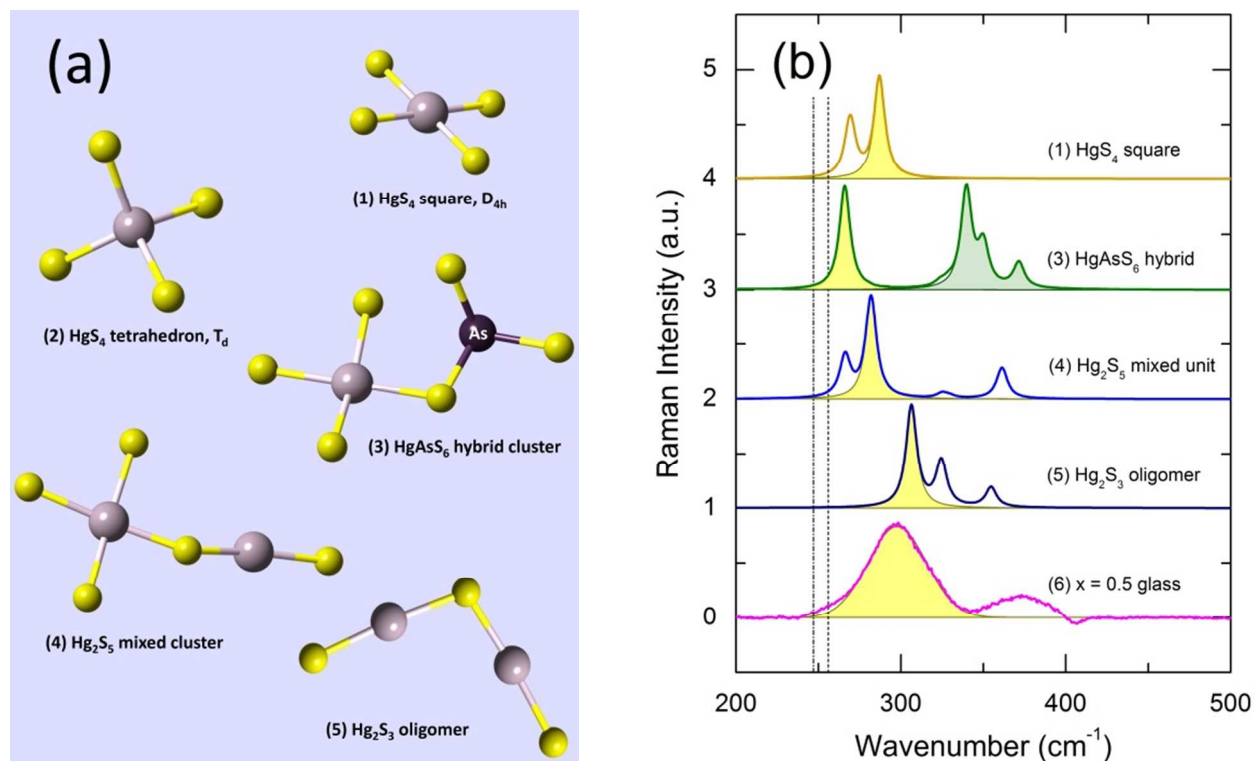 (a)
(1) HgS₄ square, D₄ₕ
(2) HgS₄ tetrahedron, T_d
As
(3) HgAsS₆ hybrid cluster
(4) Hg₂S₅ mixed cluster
(5) Hg₂S₃ oligomer
(b)
Raman Intensity (a.u.)
5
4
3
2
1
0
(1) HgS₄ square
(3) HgAsS₆ hybrid
(4) Hg₂S₅ mixed unit
(5) Hg₂S₃ oligomer
(6) x = 0.5 glass
200 300 400 500
Wavenumber (cm⁻¹)